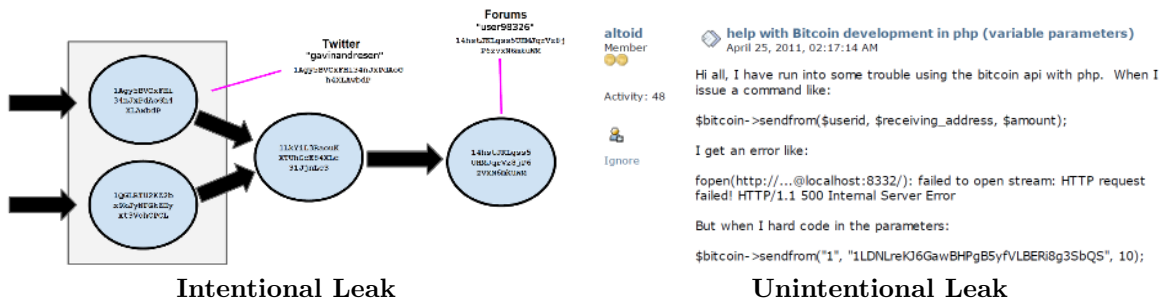 Forums
"user98326"
Twitter
"gavinandresen"
altoid
Member
Activity: 48
Ignore
help with Bitcoin development in php (variable parameters)
April 25, 2011, 02:17:14 AM
Hi all, I have run into some trouble using the bitcoin api with php. When I
issue a command like:
$bitcoin->sendfrom($userid, $receiving_address, $amount);
I get an error like:
fopen(http://...@localhost:8332/): failed to open stream: HTTP request
failed! HTTP/1.1 500 Internal Server Error
But when I hard code in the parameters:
$bitcoin->sendfrom("1", "1LDNLreKJ6GawBHPgB5yfVLBERi8g3SbQS", 10);
Intentional Leak
Unintentional Leak